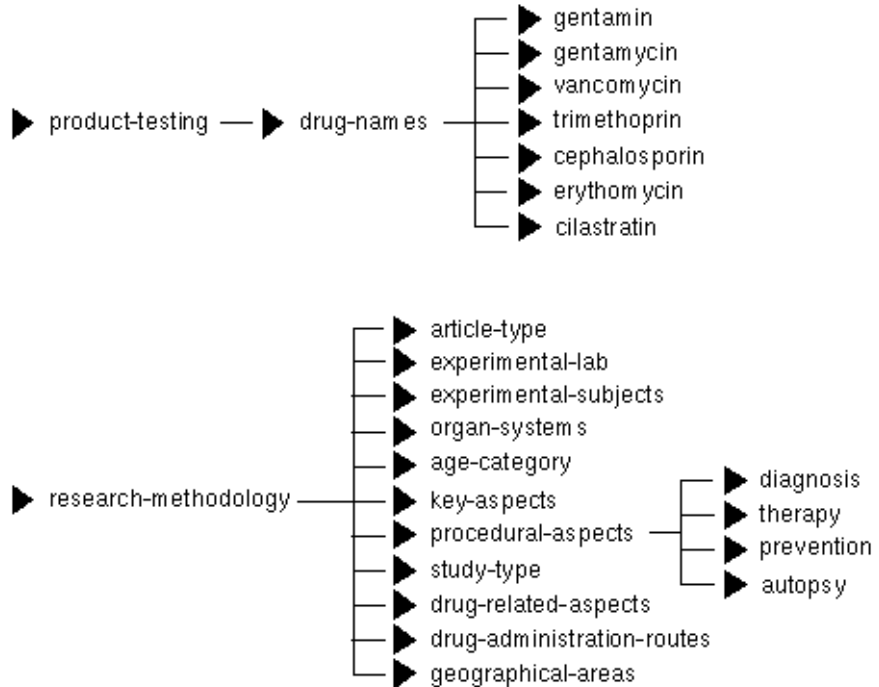 gentamin
gentamycin
vancomycin
product-testing drug-names trimethoprin
cephalosporin
erythomycin
cilastratin
article-type
experimental-lab
experimental-subjects
organ-systems
age-category
research-methodology key-aspects
procedural-aspects
study-type
drug-related-aspects
drug-administration-routes
geographical-areas
diagnosis
therapy
prevention
autopsy